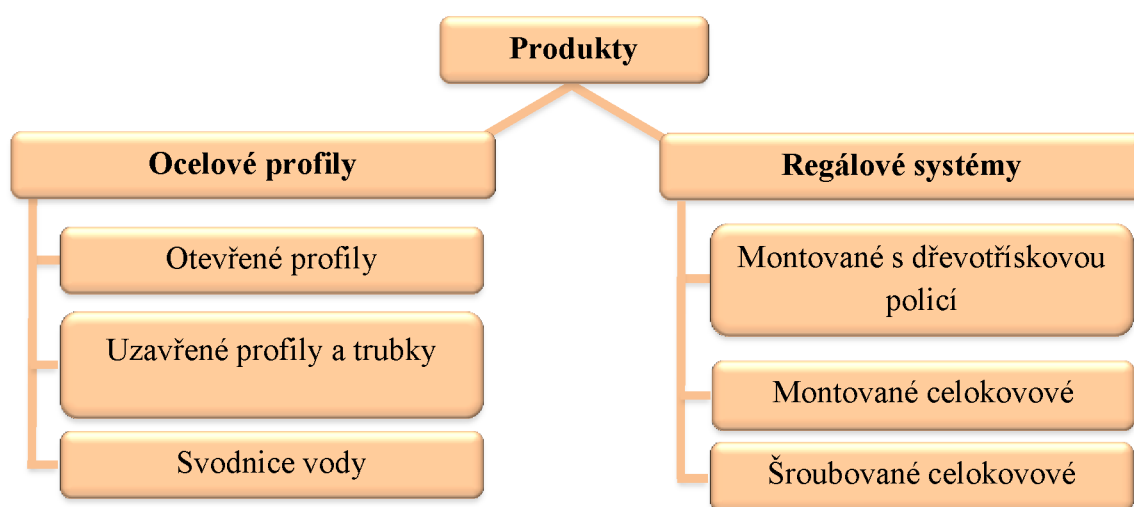 Produkty
Ocelové profily
Otevřené profily
Uzavřené profily a trubky
Svodnice vody
Regálové systémy
Montované s dřevotřískovou
policí
Montované celokovové
Šroubované celokovové